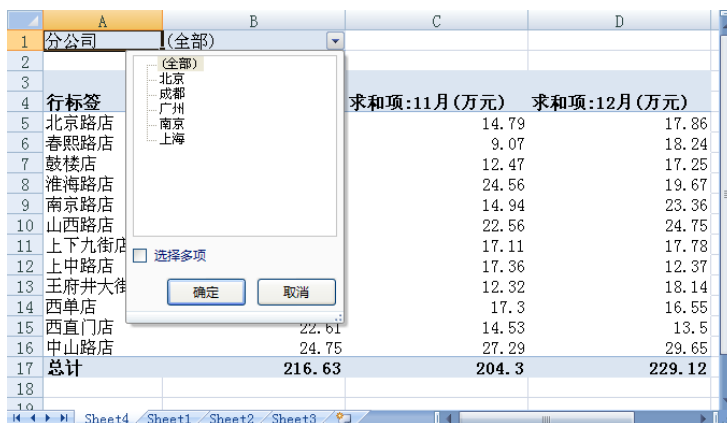 A B C D
1 分公司 (全部)
2 (全部)
3 北京
成都
4 行标签 广州 求和项:11月(万元) 求和项:12月(万元)
5 北京路店 南京 14.79 17.86
6 春熙路店 上海 9.07 18.24
7 鼓楼店 12.47 17.25
8 淮海路店 24.56 19.67
9 南京路店 14.94 23.36
10 山西路店 22.56 24.75
11 上下九街店 17.11 17.78
选择多项
12 上中路店 17.36 12.37
13 王府井大街 确定 取消 12.32 18.14
14 西单店 17.3 16.55
15 西直门店 22.61 14.53 13.5
16 中山路店 24.75 27.29 29.65
17 总计 216.63 204.3 229.12
18
19
Sheet4 Sheet1 Sheet2 Sheet3